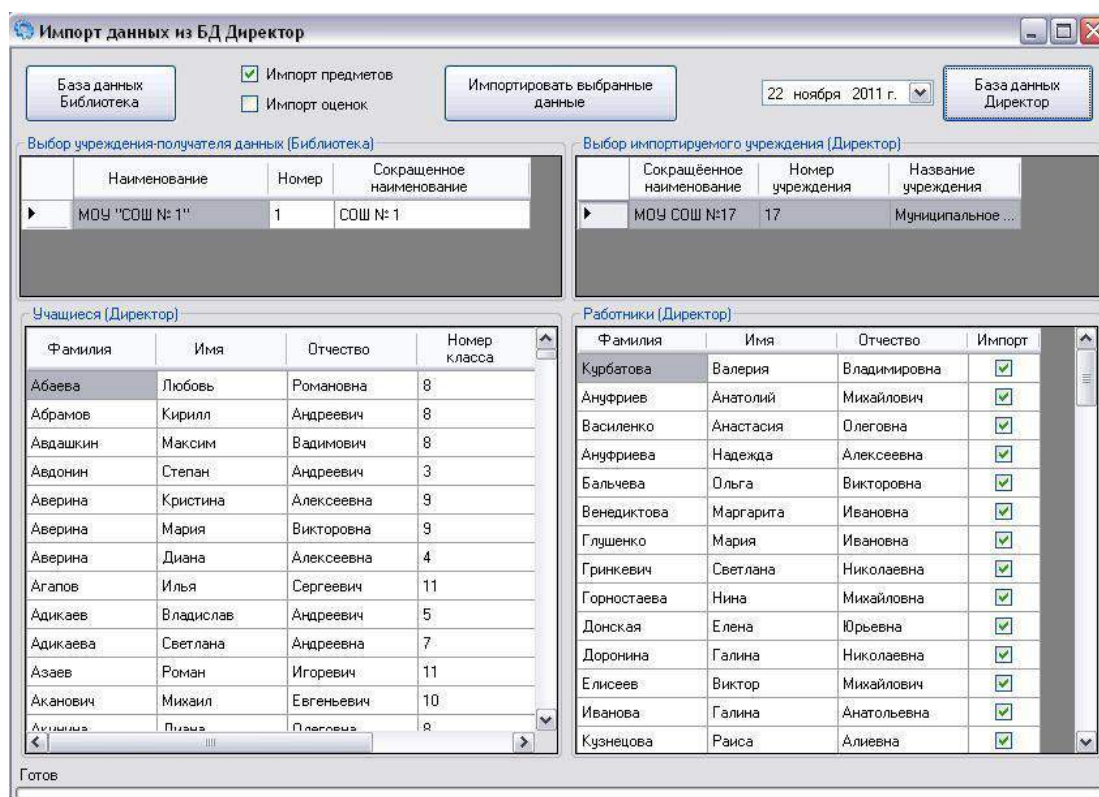 Импорт данных из БД Директор
База данных Библиотека
Импорт предметов
Импорт оценок
Импортировать выбранные данные
22 ноября 2011 г.
База данных Директор
Выбор учреждения-получателя данных (Библиотека)
Наименование Номер Сокращенное наименование
МОУ "СОШ № 1" 1 СОШ № 1
Выбор импортируемого учреждения (Директор)
Сокращённое наименование Номер учреждения Название учреждения
МОУ СОШ №17 17 Муниципальное ...
Учащиеся (Директор)
Фамилия Имя Отчество Номер класса
Абаева Любовь Романовна 8
Абрамов Кирилл Андреевич 8
Авдашкин Максим Вадимович 8
Авдонин Степан Андреевич 3
Аверина Кристина Алексеевна 9
Аверина Мария Викторовна 9
Аверина Диана Алексеевна 4
Агапов Илья Сергеевич 11
Адикаев Владислав Андреевич 5
Адикаева Светлана Андреевна 7
Азаев Роман Игоревич 11
Аканович Михаил Евгеньевич 10
Акинина Диана Олеговна 8
Работники (Директор)
Фамилия Имя Отчество Импорт
Курбатова Валерия Владимировна
Ануфриев Анатолий Михайлович
Василенко Анастасия Олеговна
Ануфриева Надежда Алексеевна
Бальчева Ольга Викторовна
Венедиктова Маргарита Ивановна
Глушенко Мария Ивановна
Гринкевич Светлана Николаевна
Горностаева Нина Михайловна
Донская Елена Юрьевна
Доронина Галина Николаевна
Елисеев Виктор Михайлович
Иванова Галина Анатольевна
Кузнецова Раиса Алиевна
Готов